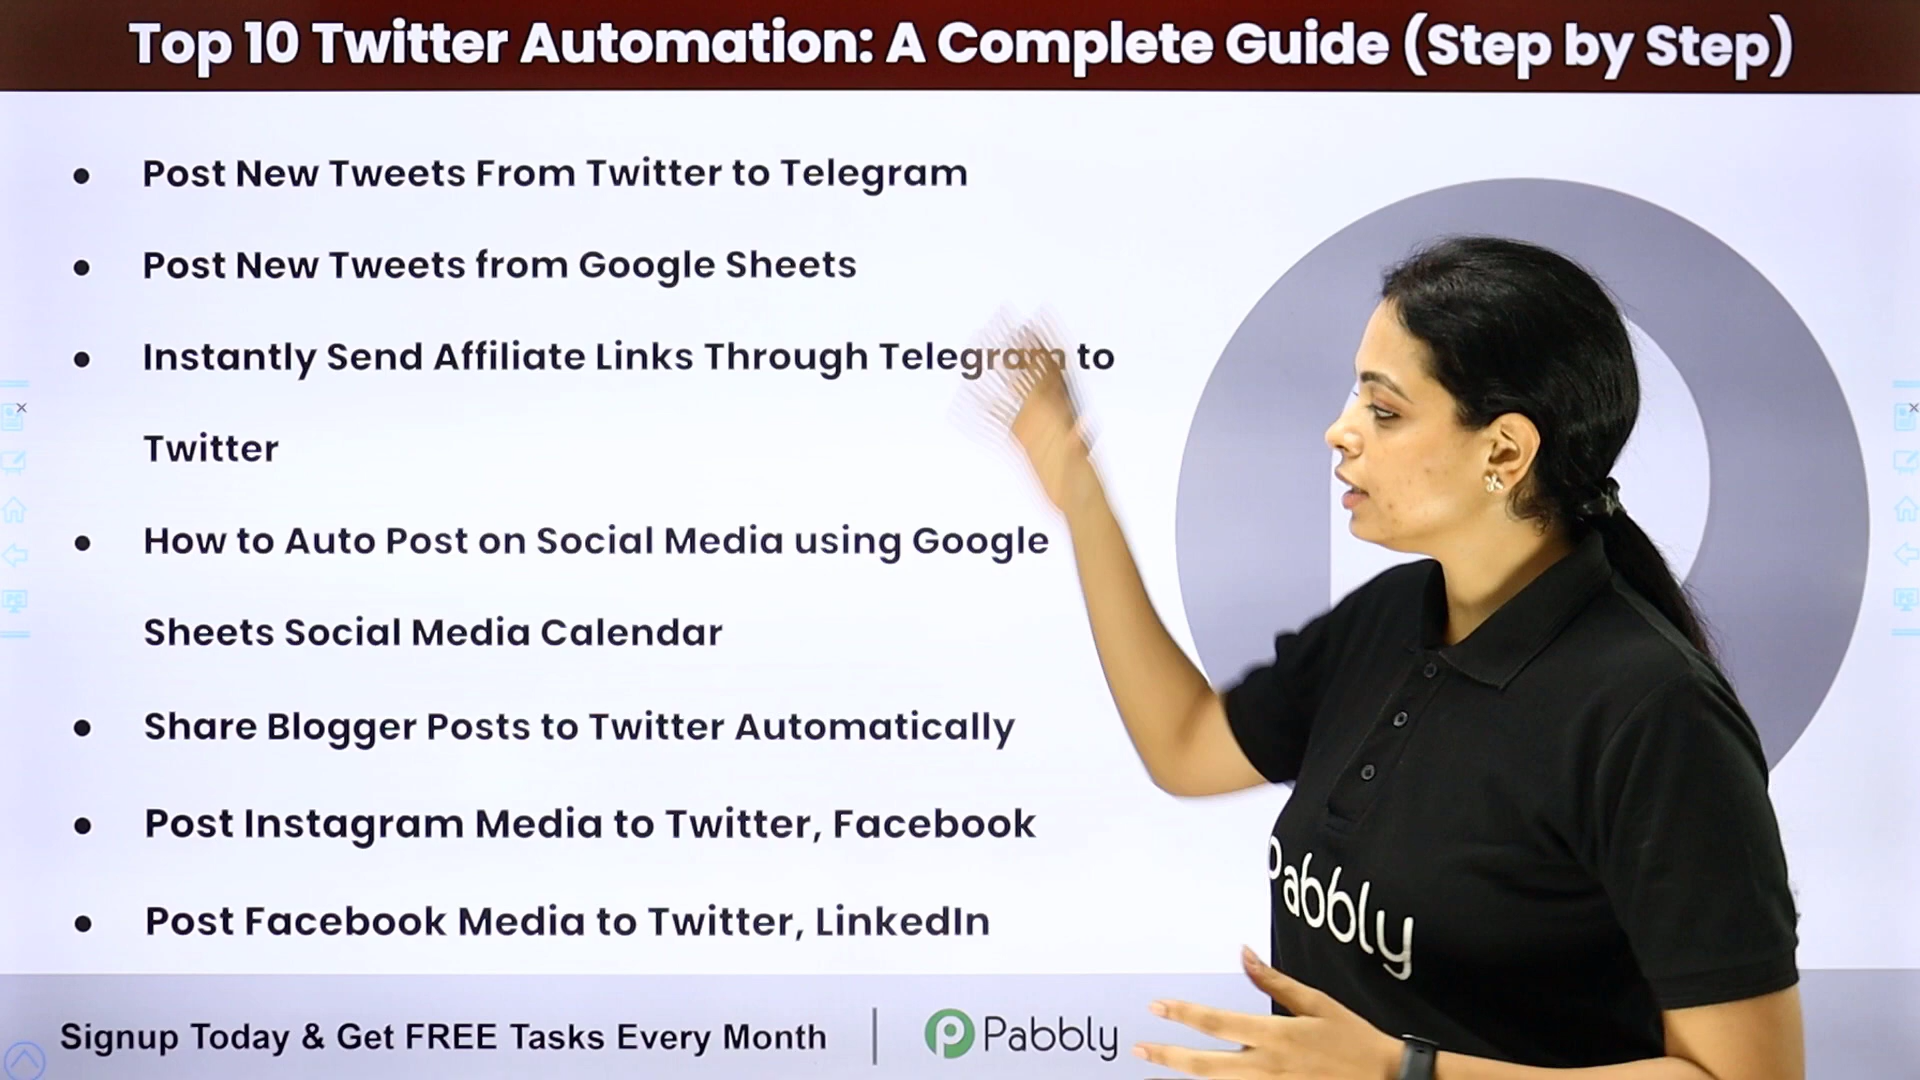 Top 10 Twitter Automation: A Complete Guide (Step by Step)
● Post New Tweets From Twitter to Telegram
● Post New Tweets from Google Sheets
● Instantly Send Affiliate Links Through Telegram to
Twitter
● How to Auto Post on Social Media using Google
Sheets Social Media Calendar
● Share Blogger Posts to Twitter Automatically
● Post Instagram Media to Twitter, Facebook
● Post Facebook Media to Twitter, LinkedIn
Pabbly
Signup Today & Get FREE Tasks Every Month | Pabbly